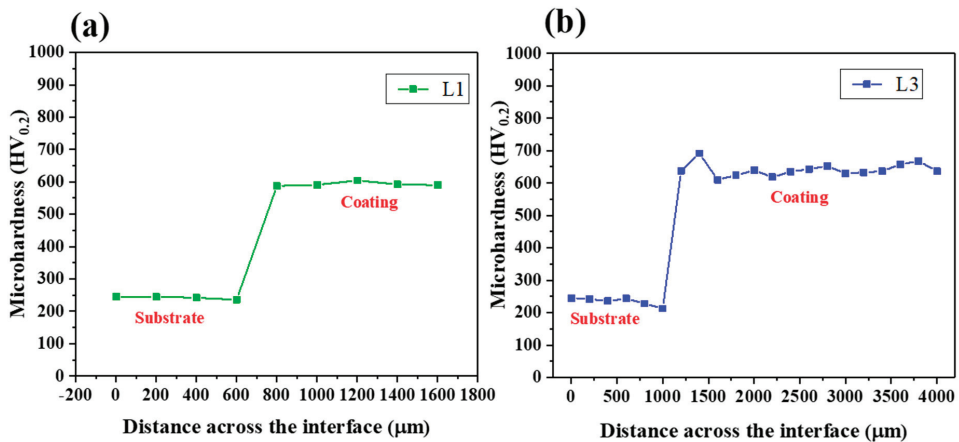 (a)
1000
900
800
700
600
500
400
300
200
100
0
Microhardness (HV0.2)
L1
Coating
Substrate
-200 0 200 400 600 800 1000 1200 1400 1600 1800
Distance across the interface (μm)
(b)
1000
900
800
700
600
500
400
300
200
100
0
Microhardness (HV0.2)
L3
Coating
Substrate
0 500 1000 1500 2000 2500 3000 3500 4000
Distance across the interface (μm)